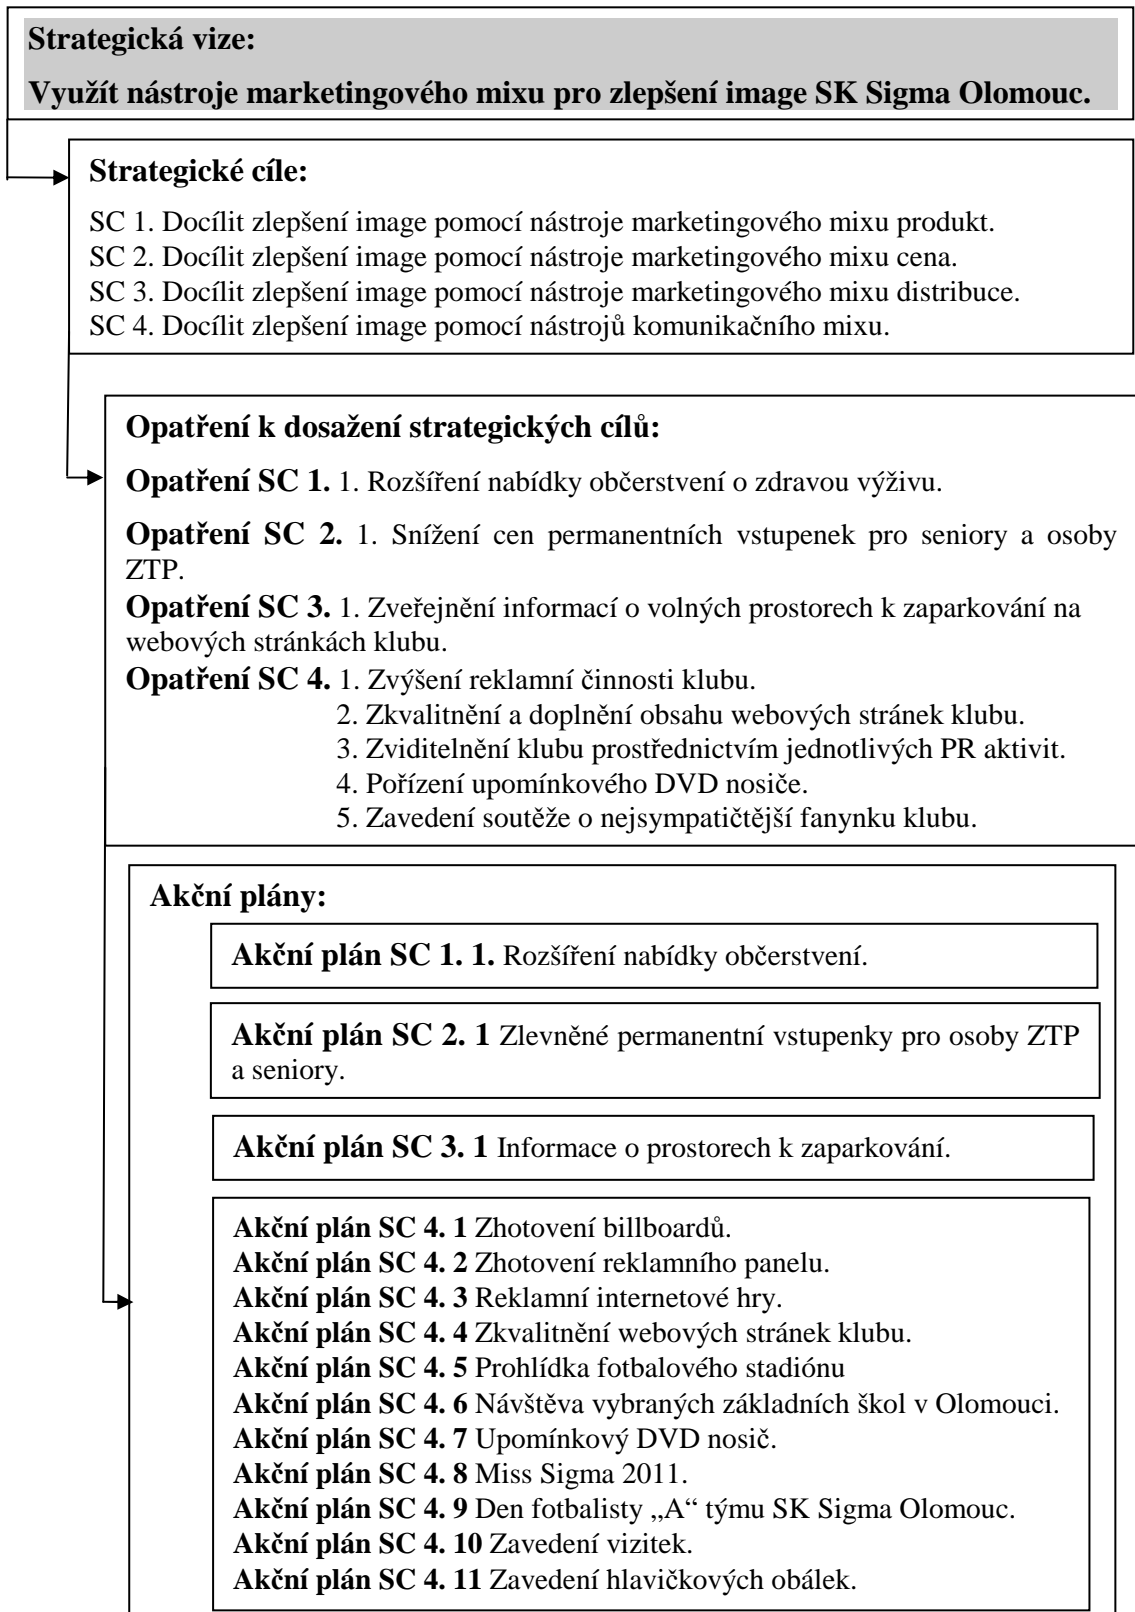 Strategická vize:
Využít nástroje marketingového mixu pro zlepšení image SK Sigma Olomouc.
Strategické cíle:
SC 1. Docílit zlepšení image pomocí nástroje marketingového mixu produkt.
SC 2. Docílit zlepšení image pomocí nástroje marketingového mixu cena.
SC 3. Docílit zlepšení image pomocí nástroje marketingového mixu distribuce.
SC 4. Docílit zlepšení image pomocí nástrojů komunikačního mixu.
Opatření k dosažení strategických cílů:
Opatření SC 1. 1. Rozšíření nabídky občerstvení o zdravou výživu.
Opatření SC 2. 1. Snížení cen permanentních vstupenek pro seniory a osoby
ZTP.
Opatření SC 3. 1. Zveřejnění informací o volných prostorech k zaparkování na
webových stránkách klubu.
Opatření SC 4. 1. Zvýšení reklamní činnosti klubu.
2. Zkvalitnění a doplnění obsahu webových stránek klubu.
3. Zviditelnění klubu prostřednictvím jednotlivých PR aktivit.
4. Pořízení upomínkového DVD nosiče.
5. Zavedení soutěže o nejsympatičtější fanynku klubu.
Akční plány:
Akční plán SC 1. 1. Rozšíření nabídky občerstvení.
Akční plán SC 2. 1 Zlevněné permanentní vstupenky pro osoby ZTP
a seniory.
Akční plán SC 3. 1 Informace o prostorech k zaparkování.
Akční plán SC 4. 1 Zhotovení billboardů.
Akční plán SC 4. 2 Zhotovení reklamního panelu.
Akční plán SC 4. 3 Reklamní internetové hry.
Akční plán SC 4. 4 Zkvalitnění webových stránek klubu.
Akční plán SC 4. 5 Prohlídka fotbalového stadiónu
Akční plán SC 4. 6 Návštěva vybraných základních škol v Olomouci.
Akční plán SC 4. 7 Upomínkový DVD nosič.
Akční plán SC 4. 8 Miss Sigma 2011.
Akční plán SC 4. 9 Den fotbalisty „A“ týmu SK Sigma Olomouc.
Akční plán SC 4. 10 Zavedení vizitek.
Akční plán SC 4. 11 Zavedení hlavičkových obálek.